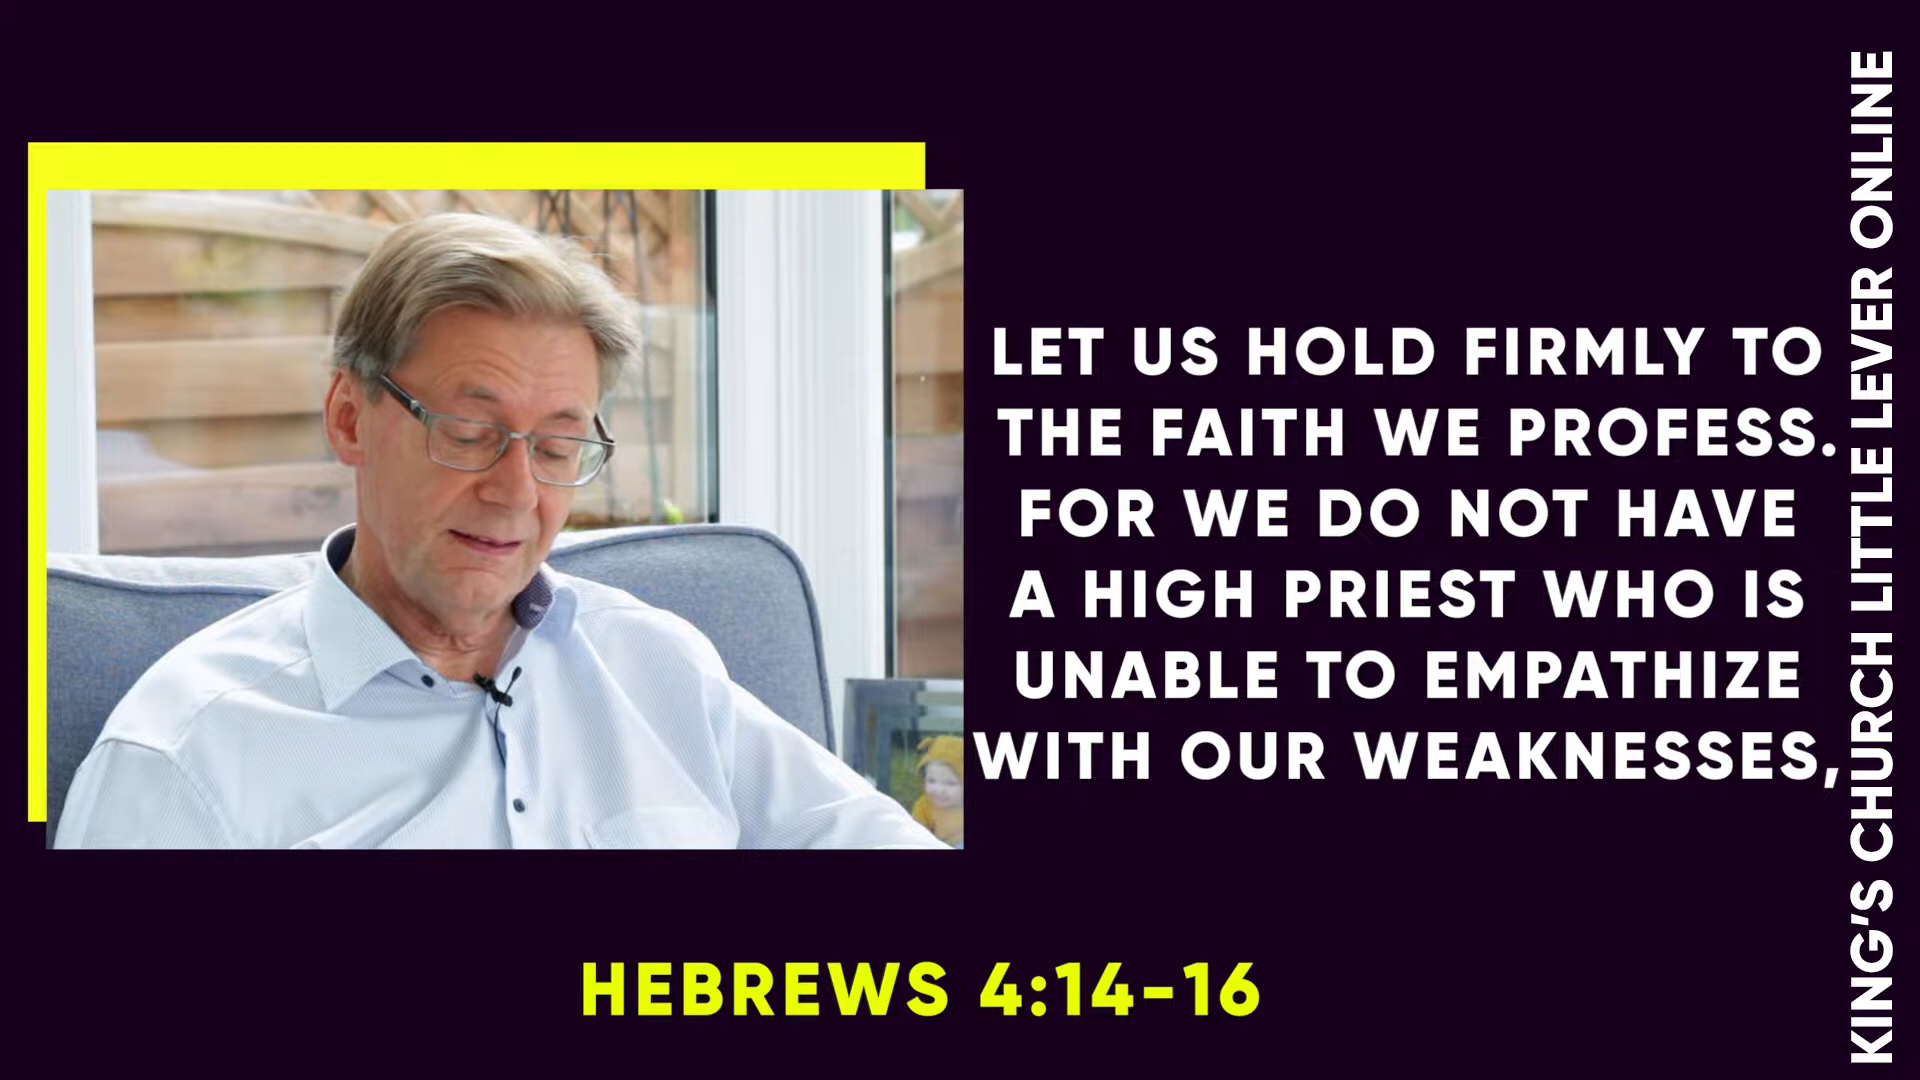 LET US HOLD FIRMLY TO
THE FAITH WE PROFESS.
FOR WE DO NOT HAVE
A HIGH PRIEST WHO IS
UNABLE TO EMPATHIZE
WITH OUR WEAKNESSES,
HEBREWS 4:14-16
KING'S CHURCH LITTLE LEVER ONLINE